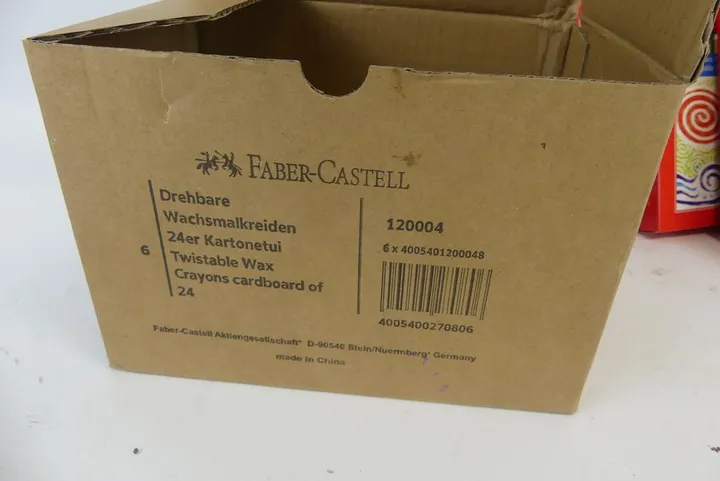 FABER-CASTELL
6
Drehbare
Wachsmalkreiden
24er Kartonetui
Twistable Wax
Crayons cardboard of
24
120004
6 x 4005401200048
4005400270806
Faber-Castell Aktiengesellschaft* D-90546 Stein/Nuernberg* Germany
made in China